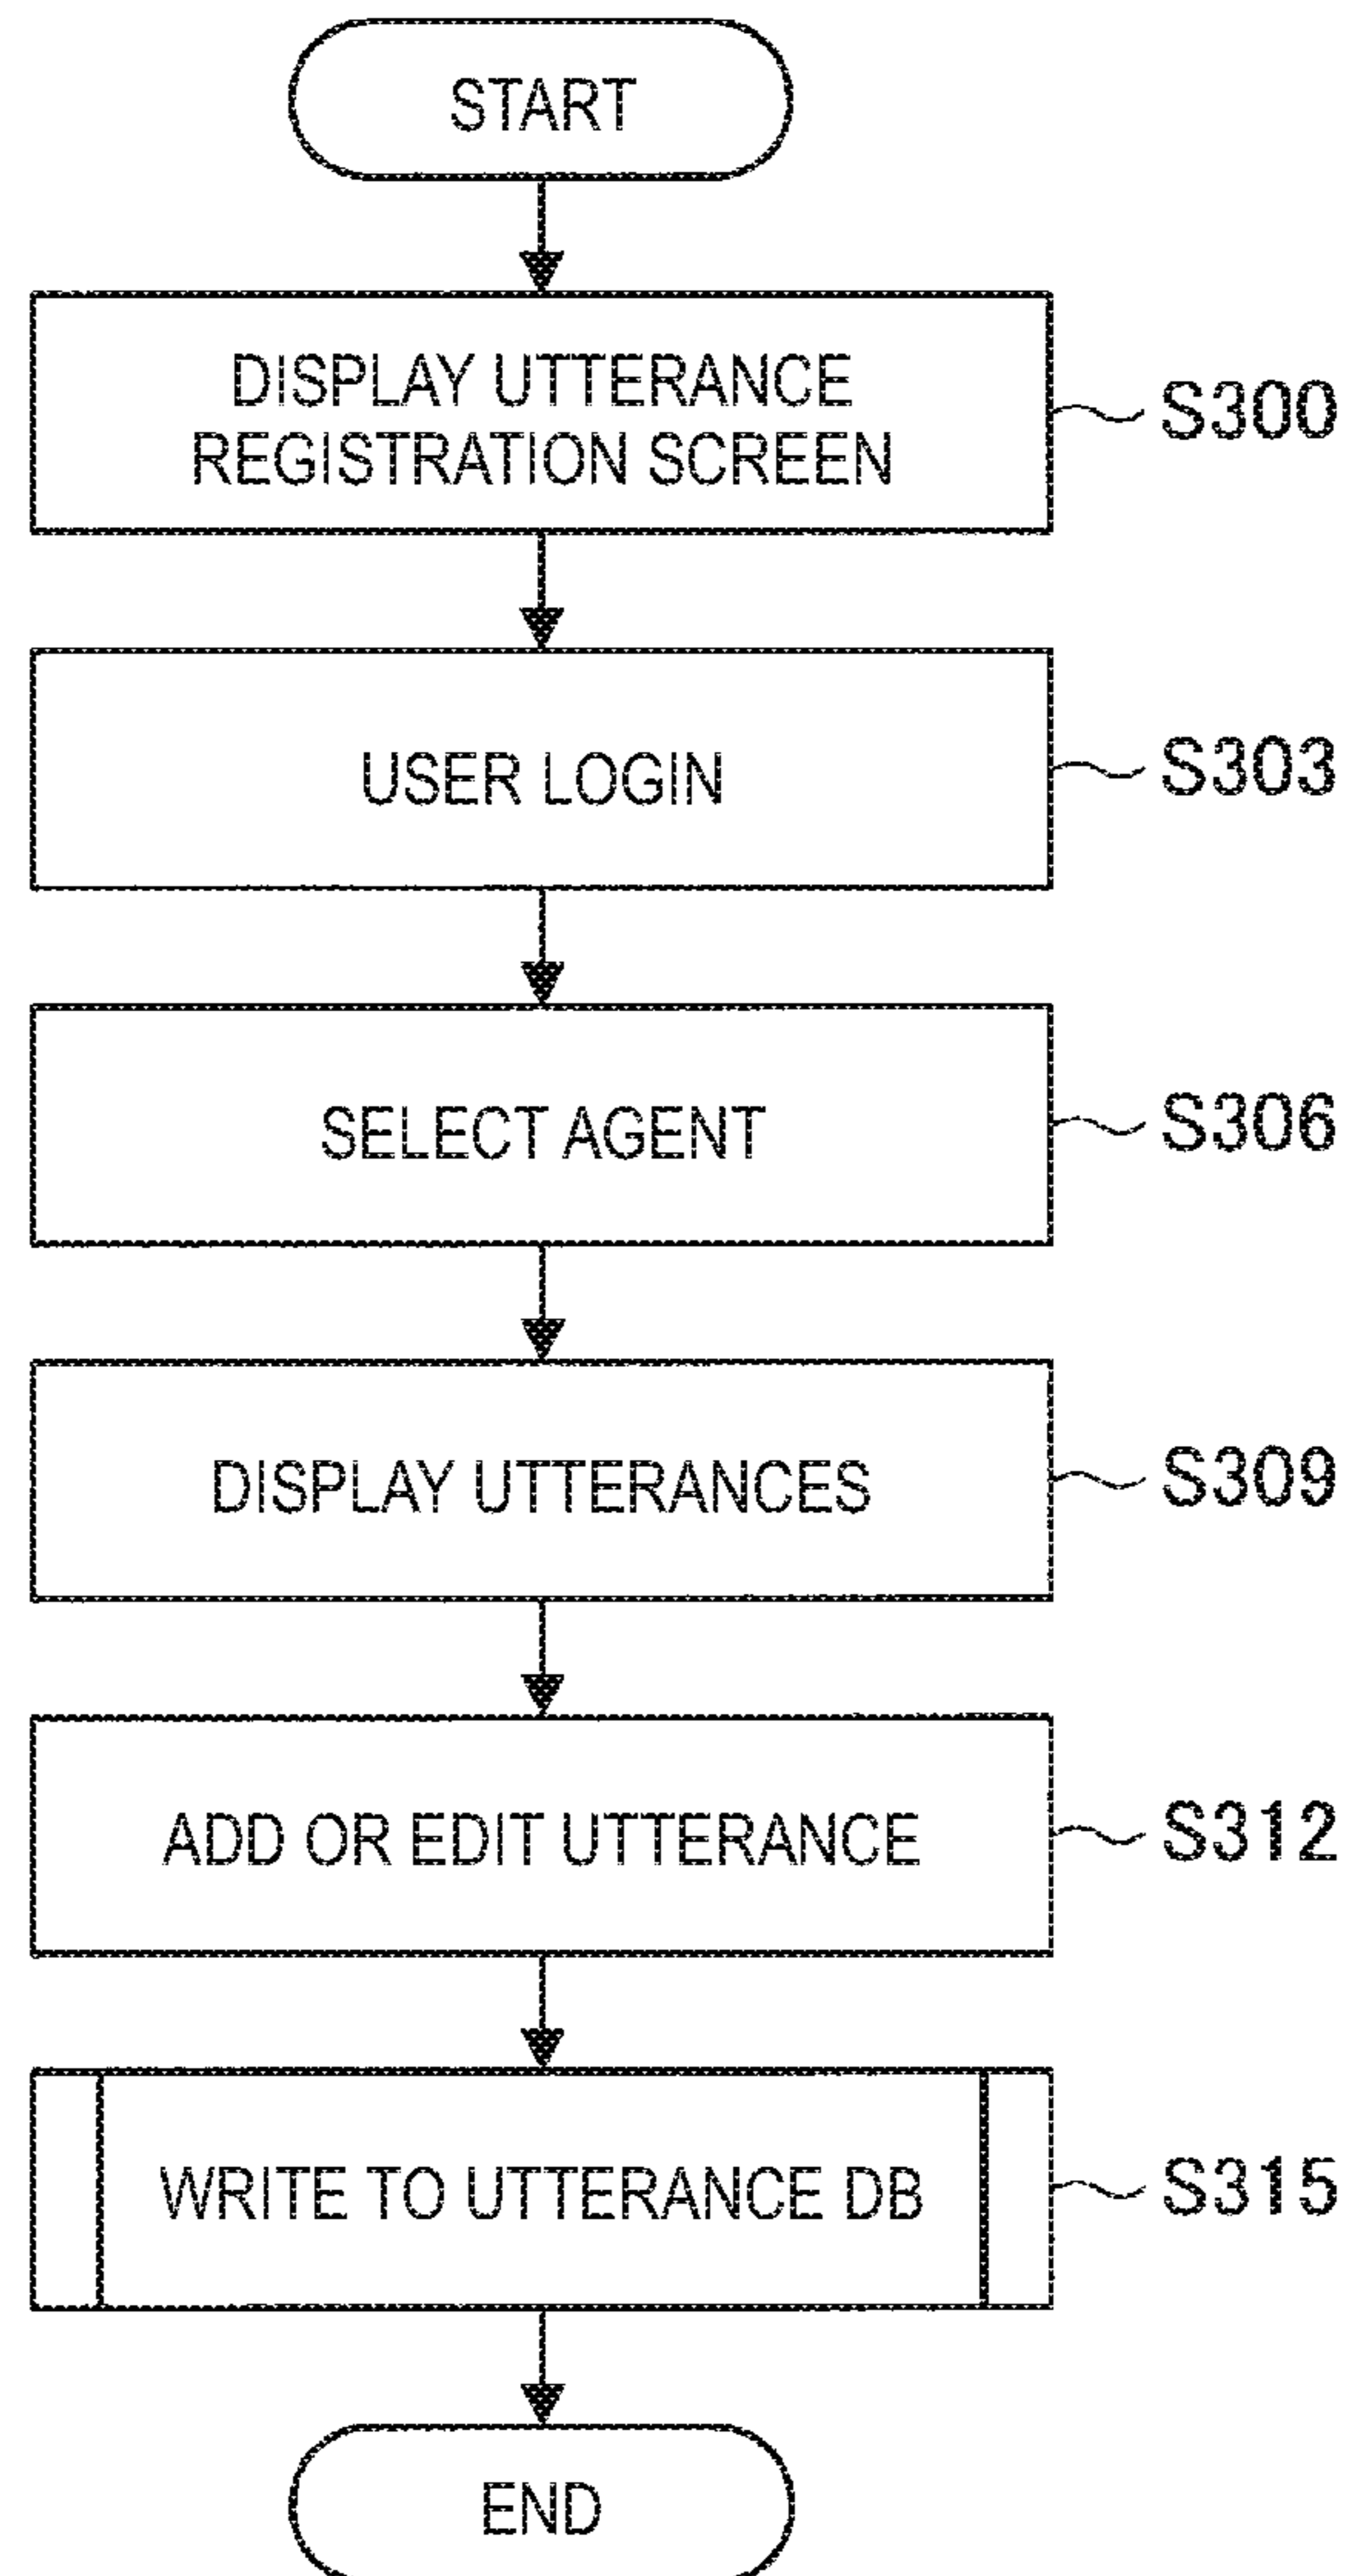 START
DISPLAY UTTERANCE
REGISTRATION SCREEN
S300
USER LOGIN
S303
SELECT AGENT
S306
DISPLAY UTTERANCES
S309
ADD OR EDIT UTTERANCE
S312
WRITE TO UTTERANCE DB
S315
END